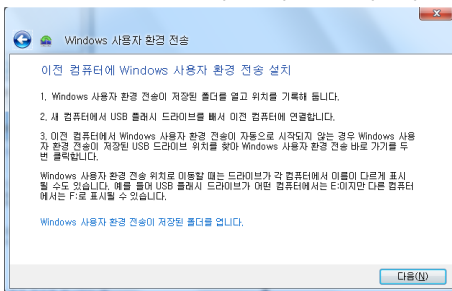 Windows 사용자 환경 전송
이전 컴퓨터에 Windows 사용자 환경 전송 설치
1. Windows 사용자 환경 전송이 저장된 폴더를 열고 위치를 기록해 둡니다.
2. 새 컴퓨터에서 USB 플래시 드라이브를 빼서 이전 컴퓨터에 연결합니다.
3. 이전 컴퓨터에서 Windows 사용자 환경 전송이 자동으로 시작되지 않는 경우 Windows 사용
자 환경 전송이 저장된 USB 드라이브 위치를 찾아 Windows 사용자 환경 전송 바로 가기를 두
번 클릭합니다.
Windows 사용자 환경 전송 위치로 이동할 때는 드라이브가 각 컴퓨터에서 이름이 다르게 표시
될 수도 있습니다. 예를 들어 USB 플래시 드라이브가 어떤 컴퓨터에서는 E:이지만 다른 컴퓨터
에서는 F:로 표시될 수 있습니다.
Windows 사용자 환경 전송이 저장된 폴더를 엽니다.
다음(N)